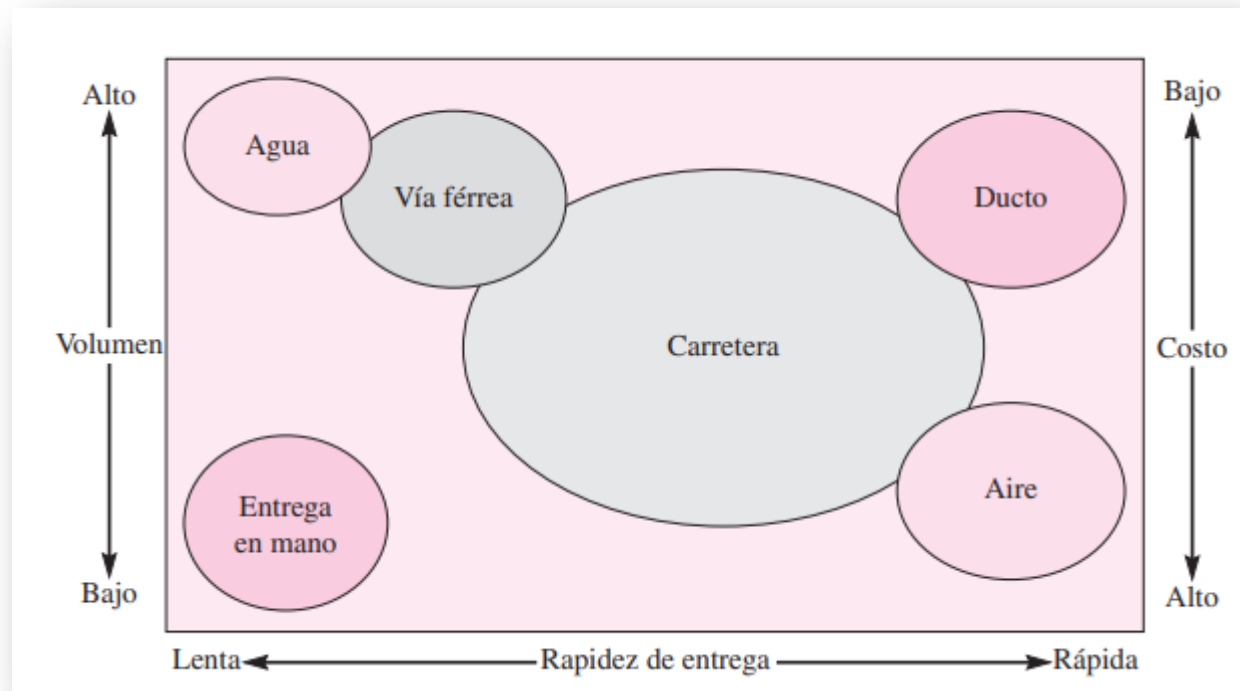 Alto
Bajo
Agua
Vía férrea
Ducto
Volumen
Carretera
Costo
Aire
Entrega
en mano
Bajo
Alto
Lenta
Rapidez de entrega
Rápida